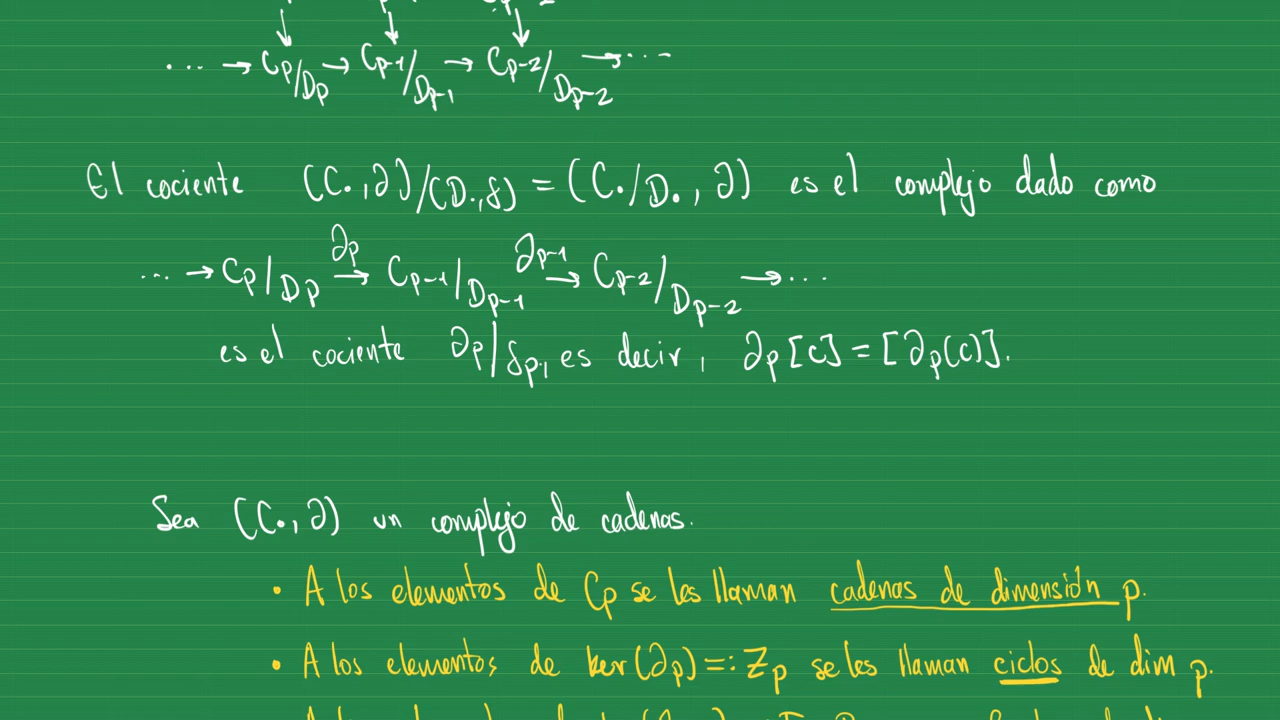 ... → Cp/Dp → Cp-1/Dp-1 → Cp-2/Dp-2 → ...
El cociente (C•,∂)/(D•,δ) = (C•/D•, ∂) es el complejo dado como
... → Cp/Dp →∂p Cp-1/Dp-1 →∂p-1 Cp-2/Dp-2 → ...
es el cociente ∂p/δp, es decir, ∂p[c] = [∂p(c)].
Sea (C•,∂) un complejo de cadenas.
• A los elementos de Cp se les llaman cadenas de dimensión p.
• A los elementos de ker(∂p) =: Zp se les llaman ciclos de dim p.